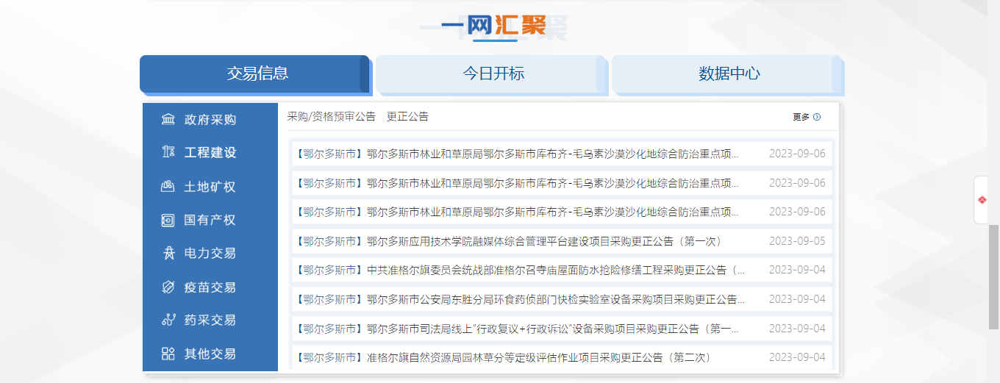 一网汇聚
交易信息 今日开标 数据中心
政府采购
工程建设
土地矿权
国有产权
电力交易
疫苗交易
药采交易
其他交易
采购/资格预审公告 更正公告 更多
【鄂尔多斯市】鄂尔多斯市林业和草原局鄂尔多斯市库布齐-毛乌素沙漠沙化地综合防治重点项... 2023-09-06
【鄂尔多斯市】鄂尔多斯市林业和草原局鄂尔多斯市库布齐-毛乌素沙漠沙化地综合防治重点项... 2023-09-06
【鄂尔多斯市】鄂尔多斯市林业和草原局鄂尔多斯市库布齐-毛乌素沙漠沙化地综合防治重点项... 2023-09-06
【鄂尔多斯市】鄂尔多斯应用技术学院融媒体综合管理平台建设项目采购更正公告（第一次） 2023-09-05
【鄂尔多斯市】中共准格尔旗委员会统战部准格尔召寺庙屋面防水抢险修缮工程采购更正公告（... 2023-09-04
【鄂尔多斯市】鄂尔多斯市公安局东胜分局环食药侦部门快检实验室设备采购项目采购更正公告... 2023-09-04
【鄂尔多斯市】鄂尔多斯市司法局线上“行政复议+行政诉讼”设备采购项目采购更正公告（第一... 2023-09-04
【鄂尔多斯市】准格尔旗自然资源局园林草分等定级评估作业项目采购更正公告（第二次） 2023-09-04